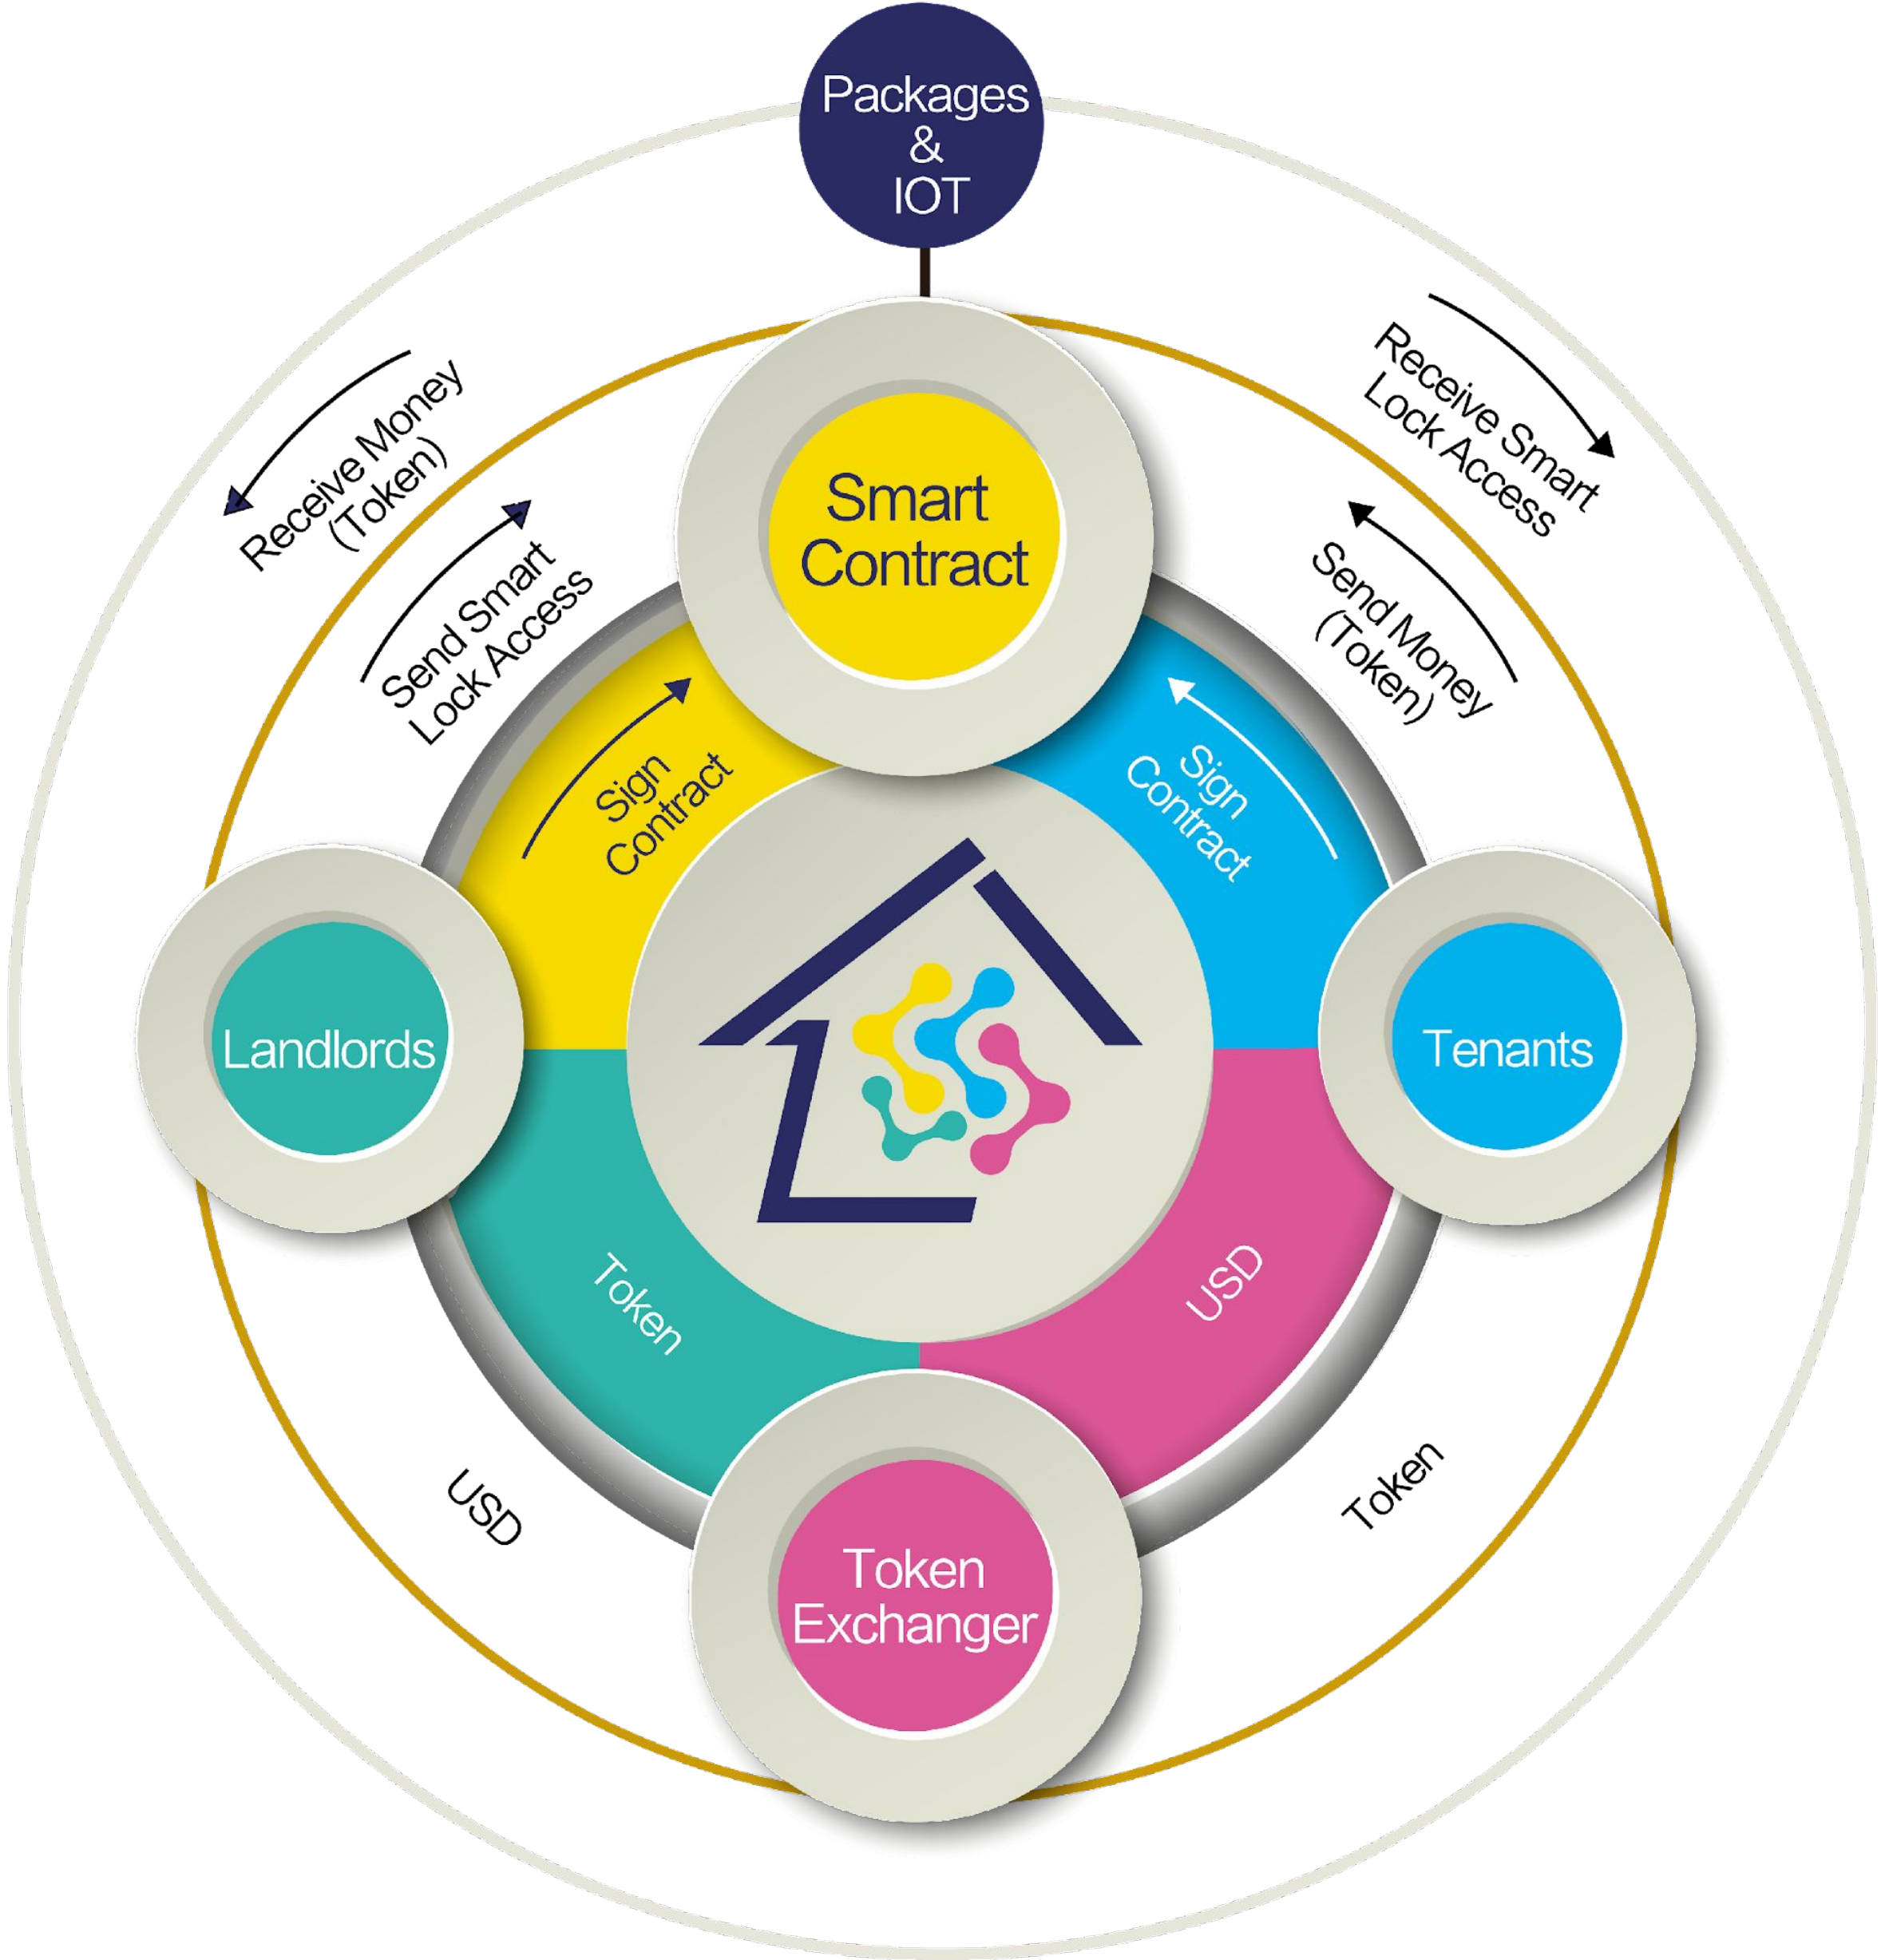 Packages
&
IOT
Receive Money
(Token)
Send Smart
Lock Access
Sign
Contract
Smart
Contract
Receive Smart
Lock Access
Send Money
(Token)
Sign
Contract
Landlords
Tenants
Token
USD
USD
Token
Token
Exchanger